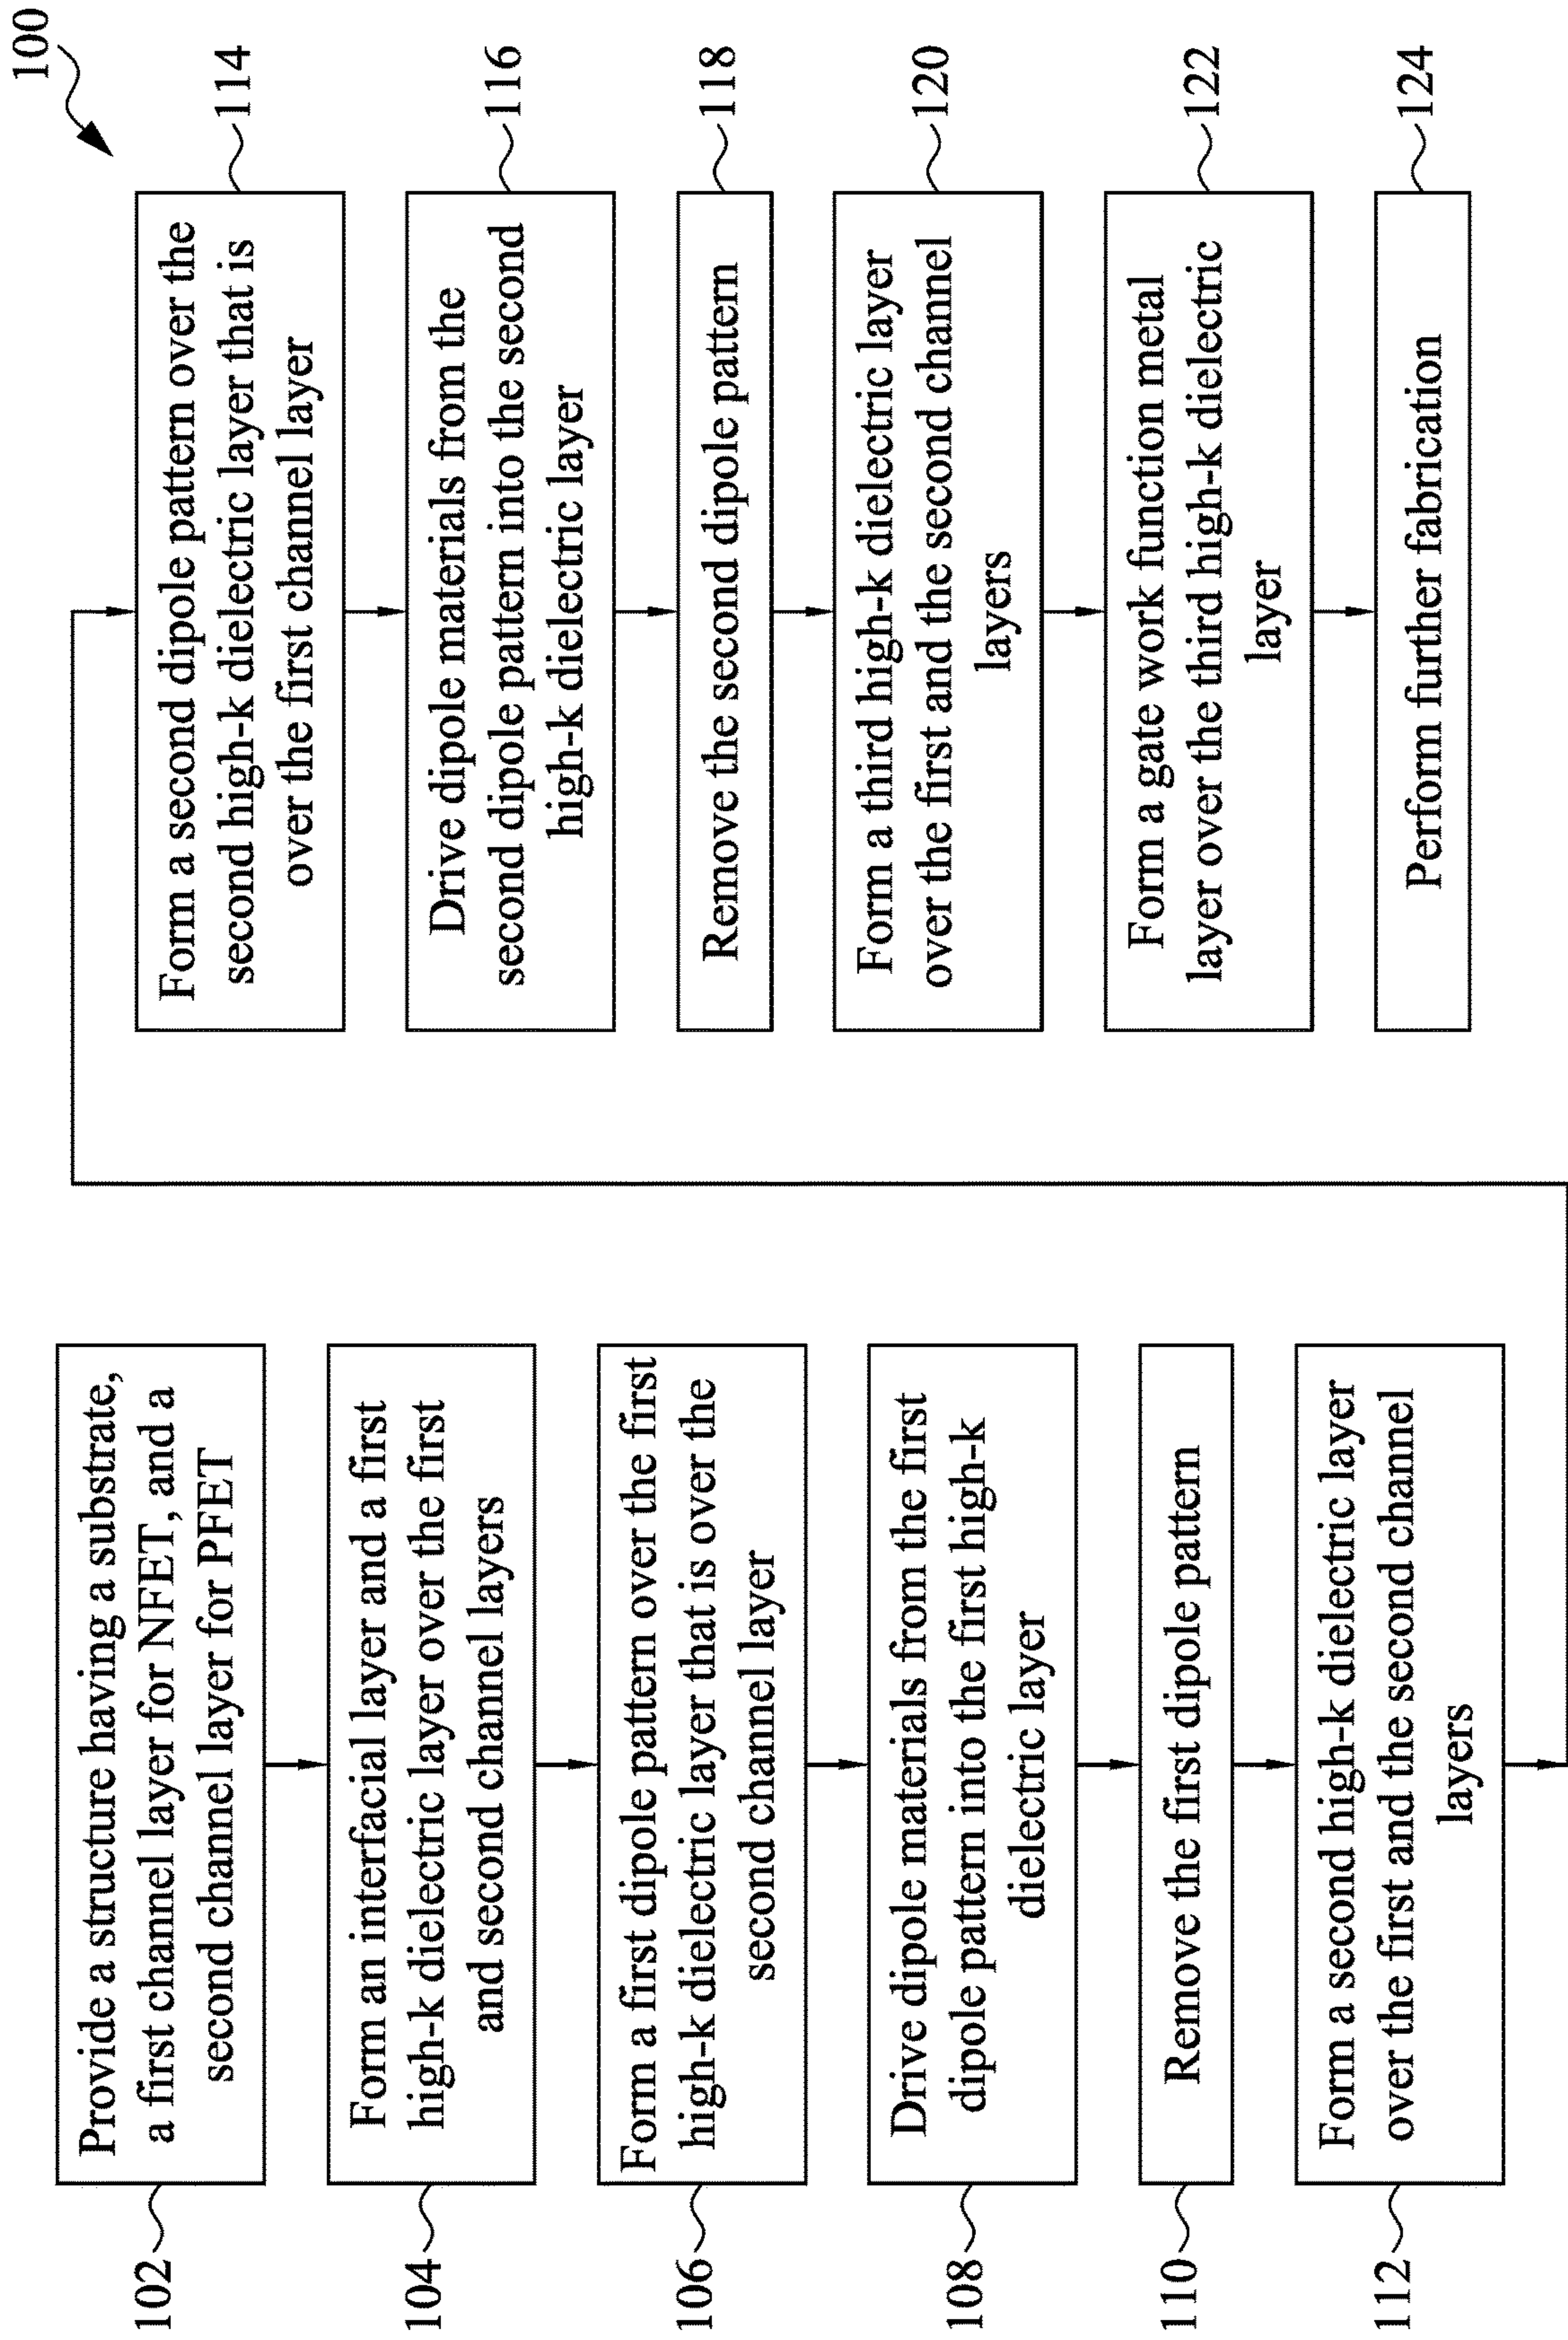 100
102
Provide a structure having a substrate,
a first channel layer for NFET, and a
second channel layer for PFET
104
Form an interfacial layer and a first
high-k dielectric layer over the first
and second channel layers
106
Form a first dipole pattern over the first
high-k dielectric layer that is over the
second channel layer
108
Drive dipole materials from the first
dipole pattern into the first high-k
dielectric layer
110
Remove the first dipole pattern
112
Form a second high-k dielectric layer
over the first and the second channel
layers
Form a second dipole pattern over the
second high-k dielectric layer that is
over the first channel layer
114
Drive dipole materials from the
second dipole pattern into the second
high-k dielectric layer
116
Remove the second dipole pattern
118
Form a third high-k dielectric layer
over the first and the second channel
layers
120
Form a gate work function metal
layer over the third high-k dielectric
layer
122
Perform further fabrication
124